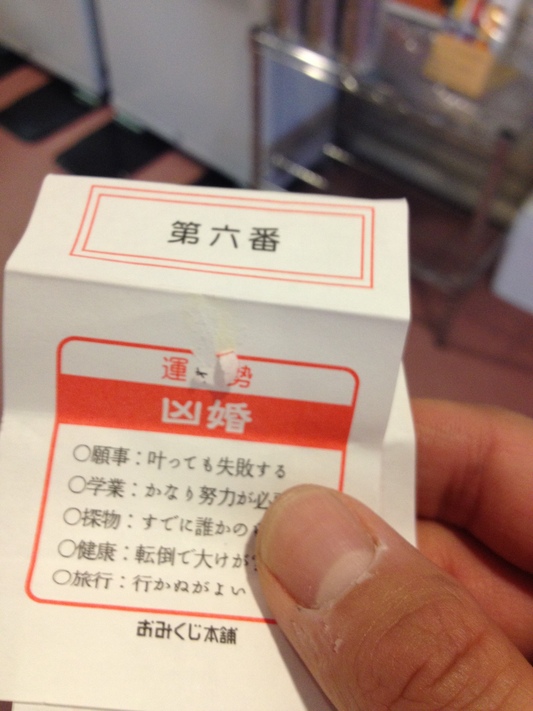 第六番
運 勢
凶婚
○願事：叶っても失敗する
○学業：かなり努力が必
○探物：すでに誰かの
○健康：転倒で大けが
○旅行：行かぬがよい
おみくじ本舗